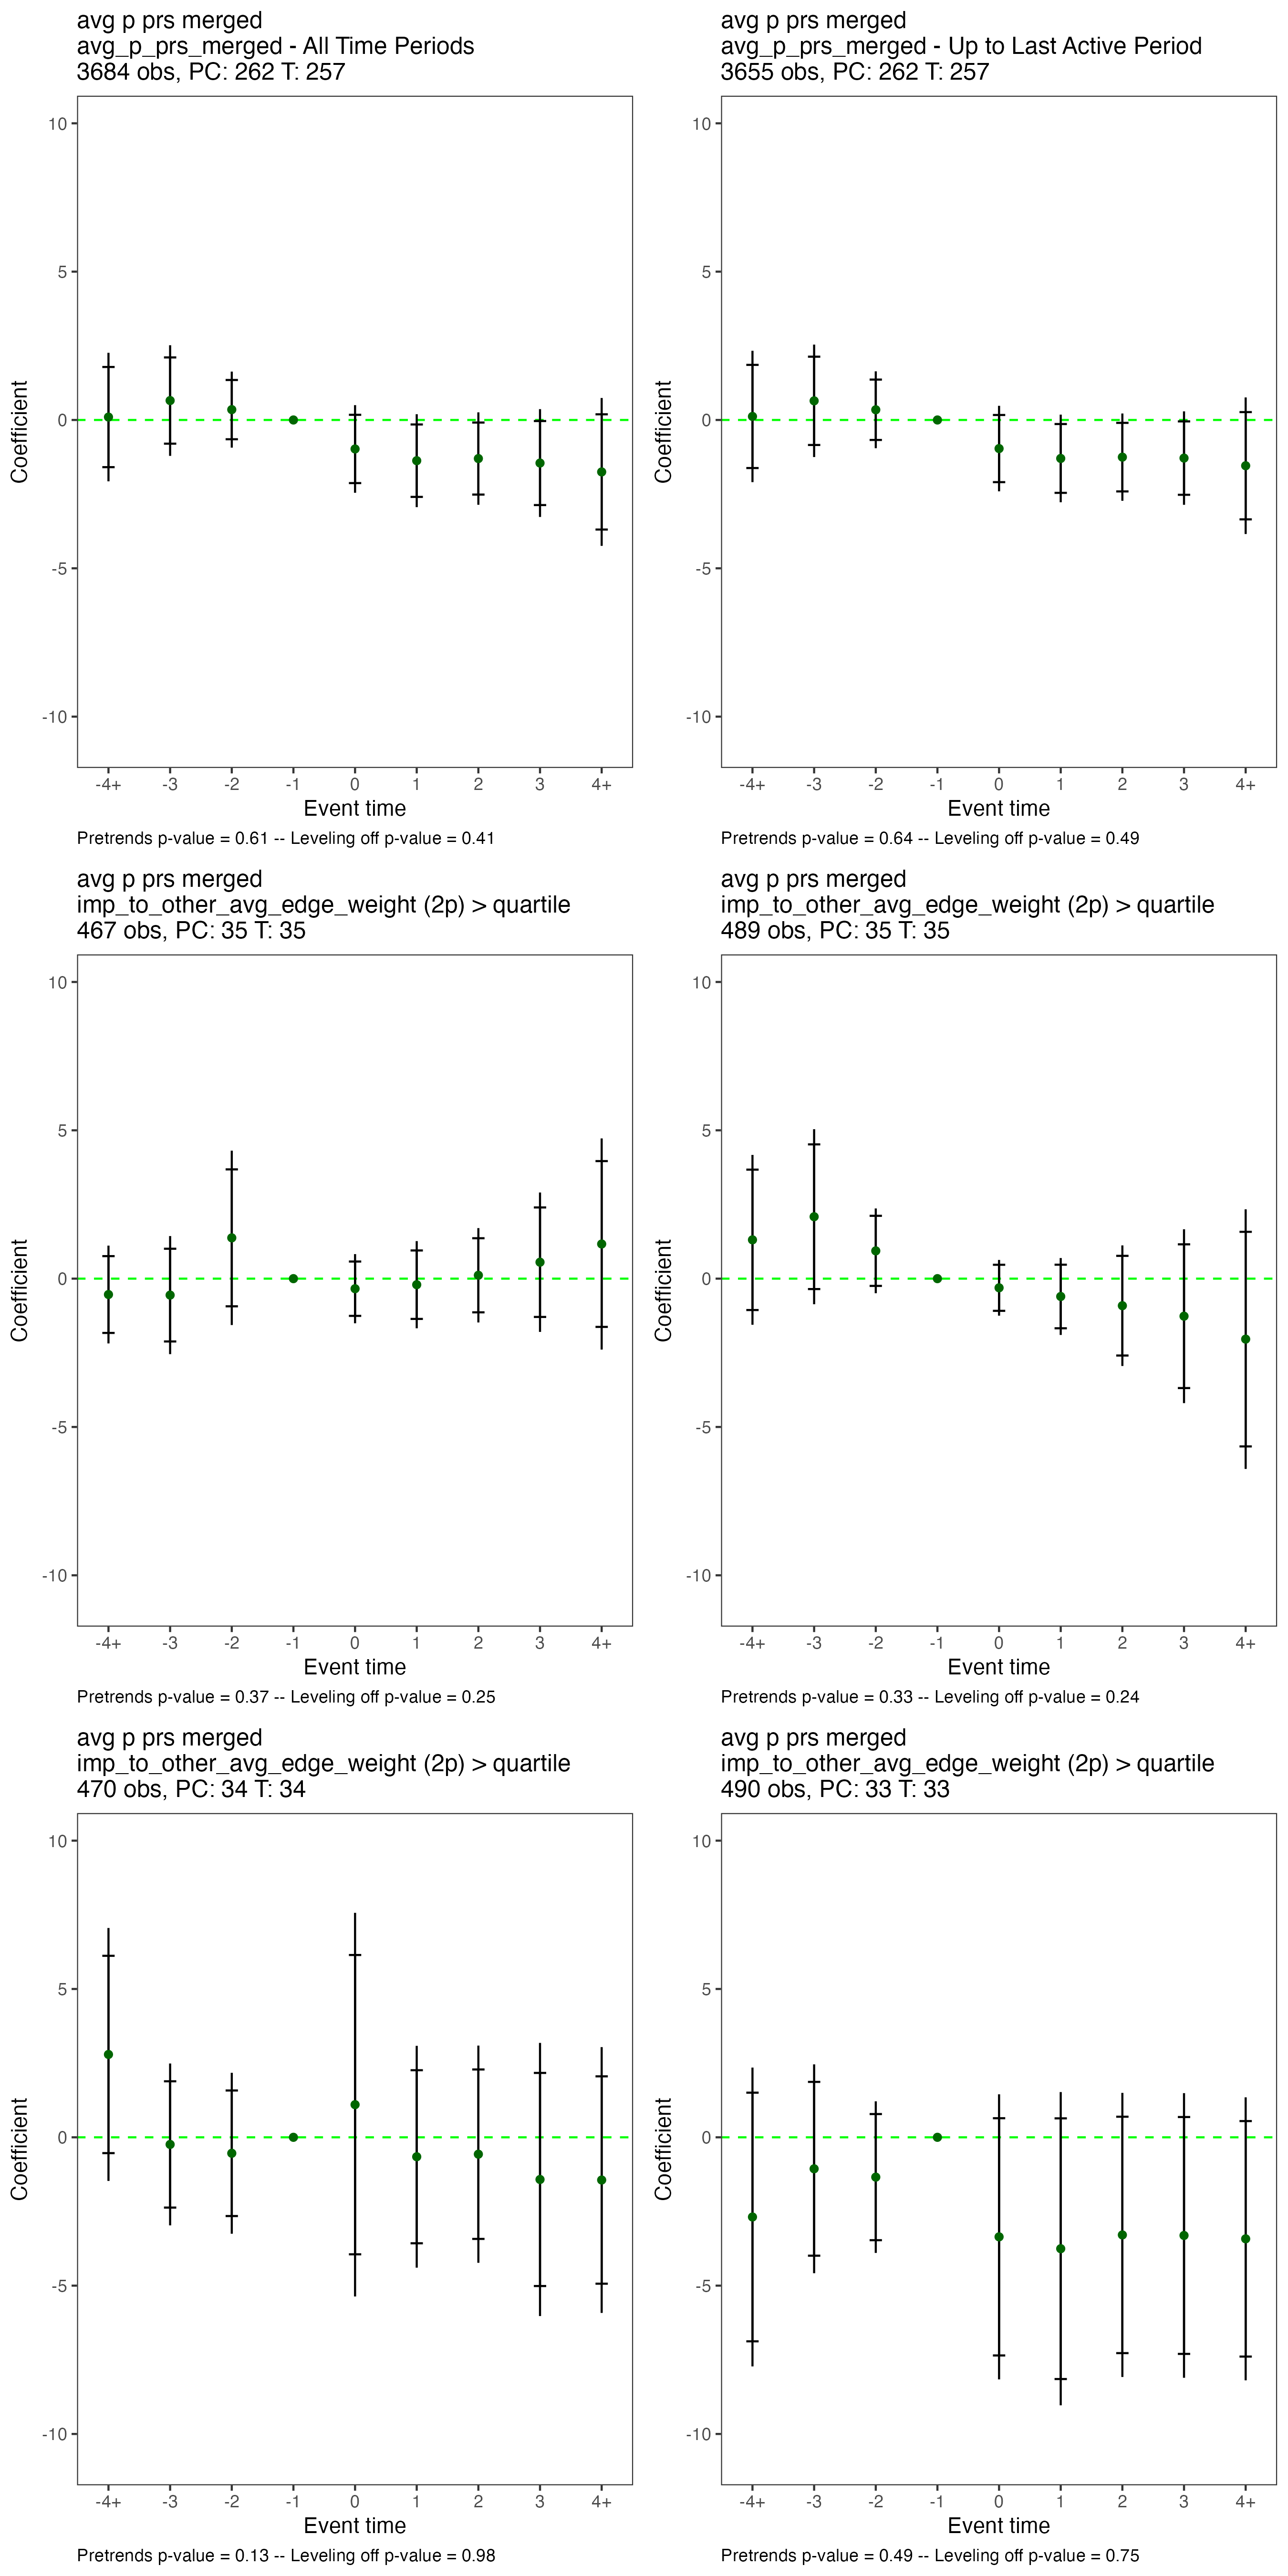 avg p prs merged
avg_p_prs_merged - All Time Periods
3684 obs, PC: 262 T: 257
10
5
0
-5
-10
Coefficient
-4+ -3 -2 -1 0 1 2 3 4+
Event time
Pretrends p-value = 0.61 -- Leveling off p-value = 0.41
avg p prs merged
avg_p_prs_merged - Up to Last Active Period
3655 obs, PC: 262 T: 257
10
5
0
-5
-10
Coefficient
-4+ -3 -2 -1 0 1 2 3 4+
Event time
Pretrends p-value = 0.64 -- Leveling off p-value = 0.49
avg p prs merged
imp_to_other_avg_edge_weight (2p) > quartile
467 obs, PC: 35 T: 35
10
5
0
-5
-10
Coefficient
-4+ -3 -2 -1 0 1 2 3 4+
Event time
Pretrends p-value = 0.37 -- Leveling off p-value = 0.25
avg p prs merged
imp_to_other_avg_edge_weight (2p) > quartile
489 obs, PC: 35 T: 35
10
5
0
-5
-10
Coefficient
-4+ -3 -2 -1 0 1 2 3 4+
Event time
Pretrends p-value = 0.33 -- Leveling off p-value = 0.24
avg p prs merged
imp_to_other_avg_edge_weight (2p) > quartile
470 obs, PC: 34 T: 34
10
5
0
-5
-10
Coefficient
-4+ -3 -2 -1 0 1 2 3 4+
Event time
Pretrends p-value = 0.13 -- Leveling off p-value = 0.98
avg p prs merged
imp_to_other_avg_edge_weight (2p) > quartile
490 obs, PC: 33 T: 33
10
5
0
-5
-10
Coefficient
-4+ -3 -2 -1 0 1 2 3 4+
Event time
Pretrends p-value = 0.49 -- Leveling off p-value = 0.75